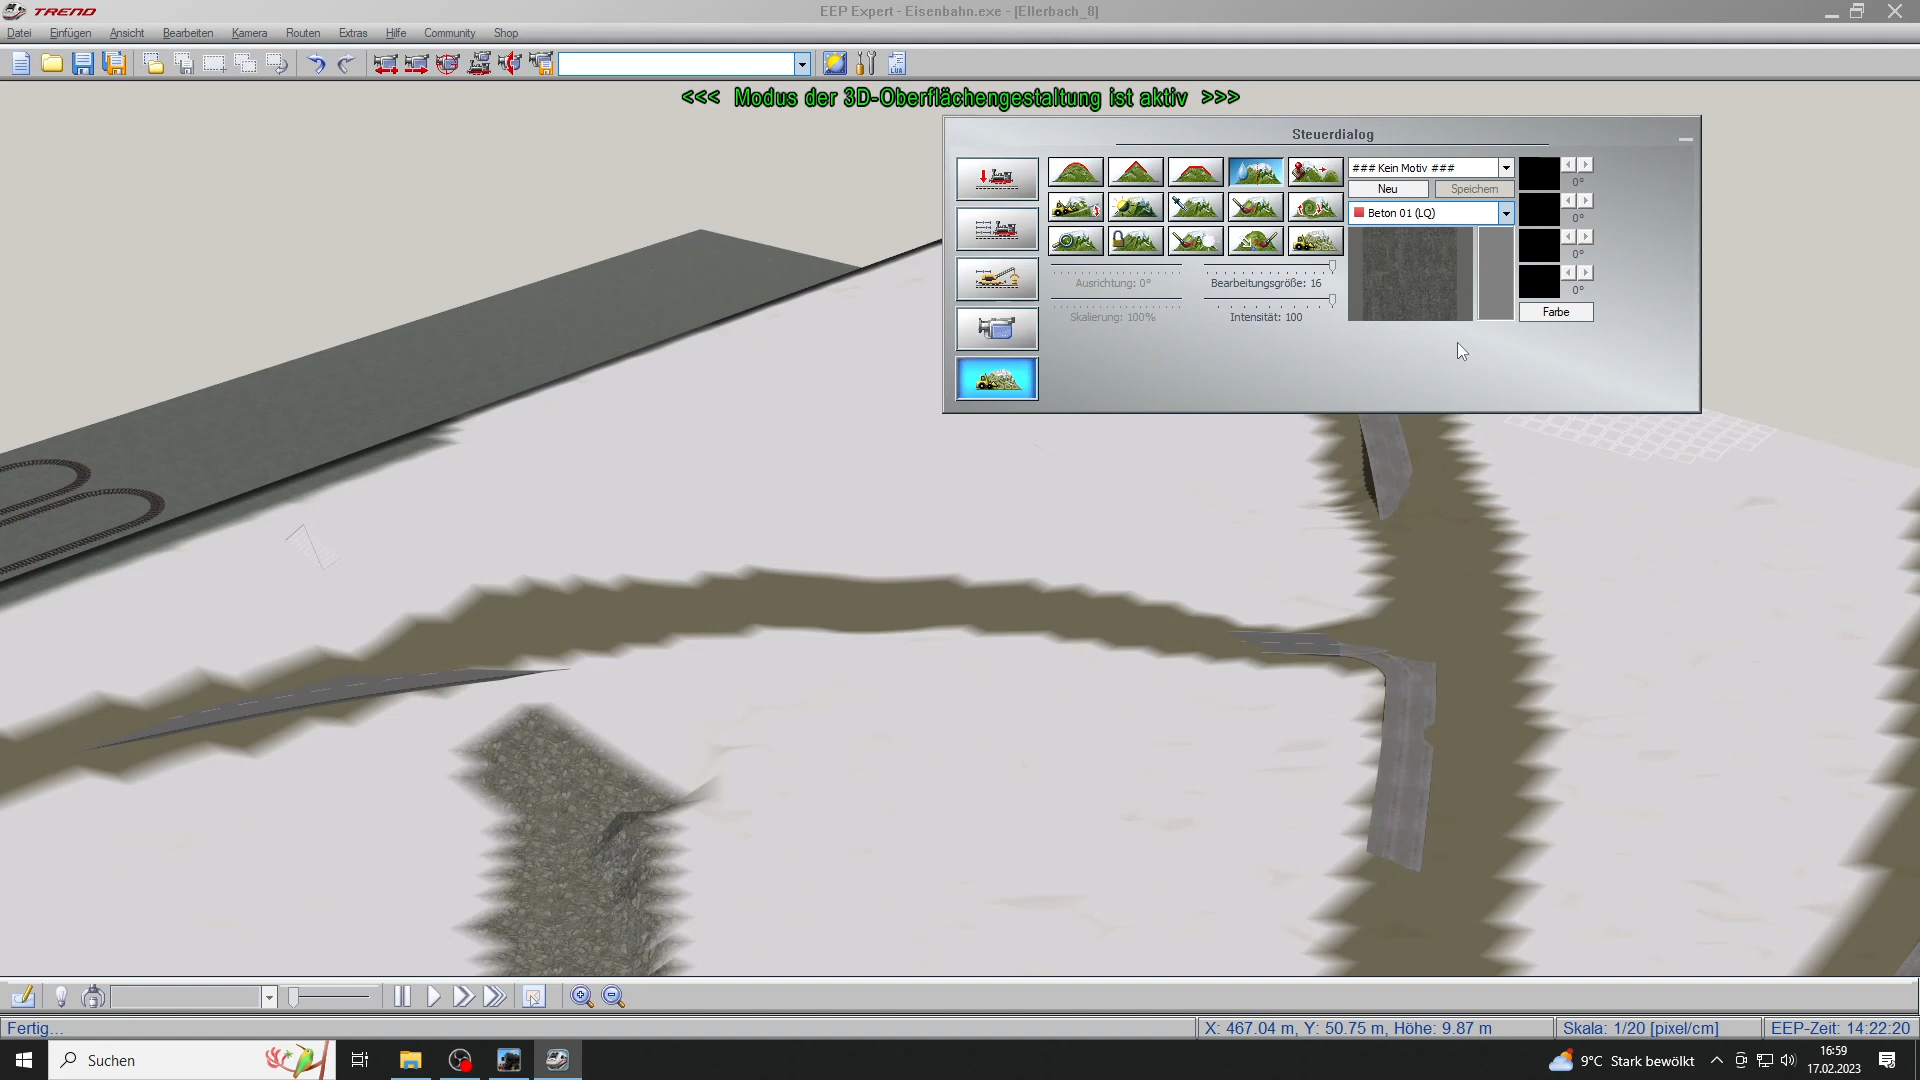 TREND
EEP Expert - Eisenbahn.exe - [Ellerbach_8]
Datei Einfügen Ansicht Bearbeiten Kamera Routen Extras Hilfe Community Shop
LUA
<<< Modus der 3D-Oberflächengestaltung ist aktiv >>>
Steuerdialog
### Kein Motiv ###
Neu Speichern
Beton 01 (LQ)
0°
0°
0°
0°
Ausrichtung: 0° Bearbeitungsgröße: 16
Skalierung: 100% Intensität: 100
Farbe
Fertig...
X: 467.04 m, Y: 50.75 m, Höhe: 9.87 m
Skala: 1/20 [pixel/cm]
EEP-Zeit: 14:22:20
Suchen
9°C Stark bewölkt
16:59
17.02.2023